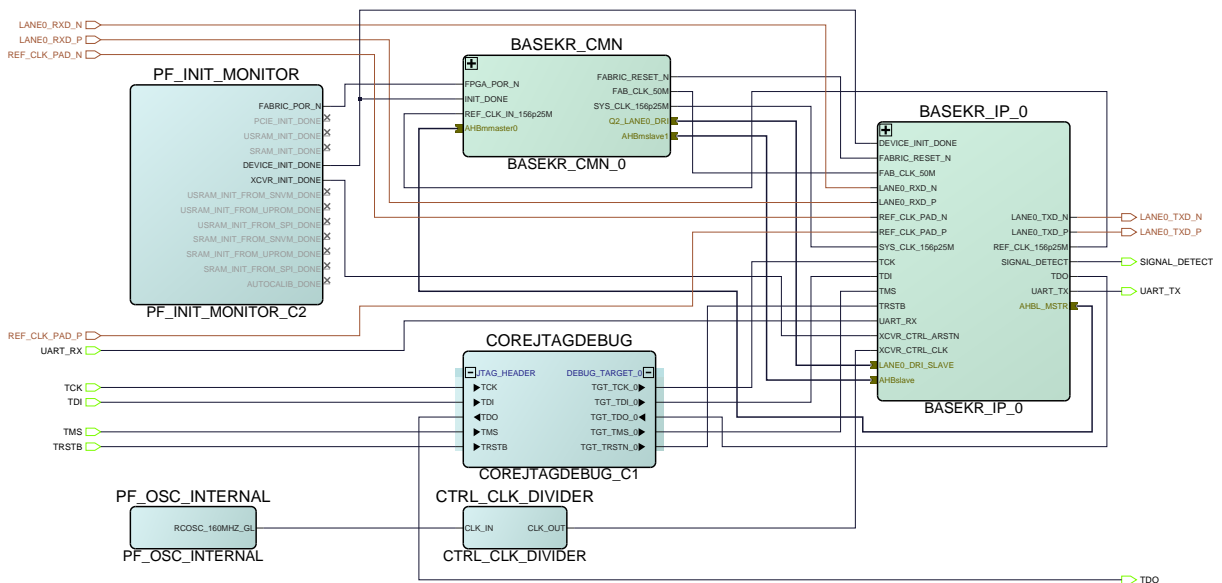 LANE0_RXD_N
LANE0_RXD_P
REF_CLK_PAD_N
PF_INIT_MONITOR
FABRIC_POR_N
PCIE_INIT_DONE
USRAM_INIT_DONE
SRAM_INIT_DONE
DEVICE_INIT_DONE
XCVR_INIT_DONE
USRAM_INIT_FROM_SNVM_DONE
USRAM_INIT_FROM_UPROM_DONE
USRAM_INIT_FROM_SPI_DONE
SRAM_INIT_FROM_SNVM_DONE
SRAM_INIT_FROM_UPROM_DONE
SRAM_INIT_FROM_SPI_DONE
AUTOCALIB_DONE
PF_INIT_MONITOR_C2
BASEKR_CMN
FPGA_POR_N
INIT_DONE
REF_CLK_IN_156p25M
AHBmmaster0
FABRIC_RESET_N
FAB_CLK_50M
SYS_CLK_156p25M
Q2_LANE0_DRI
AHBmslave1
BASEKR_CMN_0
BASEKR_IP_0
DEVICE_INIT_DONE
FABRIC_RESET_N
FAB_CLK_50M
LANE0_RXD_N
LANE0_RXD_P
REF_CLK_PAD_N
REF_CLK_PAD_P
SYS_CLK_156p25M
TCK
TDI
TMS
TRSTB
UART_RX
XCVR_CTRL_ARSTN
XCVR_CTRL_CLK
LANE0_DRI_SLAVE
AHBslave
LANE0_TXD_N
LANE0_TXD_P
REF_CLK_156p25M
SIGNAL_DETECT
TDO
UART_TX
AHBL_MSTR
BASEKR_IP_0
LANE0_TXD_N
LANE0_TXD_P
SIGNAL_DETECT
UART_TX
REF_CLK_PAD_P
UART_RX
TCK
TDI
TMS
TRSTB
COREJTAGDEBUG
JTAG_HEADER
TCK
TDI
TDO
TMS
TRSTB
DEBUG_TARGET_0
TGT_TCK_0
TGT_TDI_0
TGT_TDO_0
TGT_TMS_0
TGT_TRSTN_0
COREJTAGDEBUG_C1
PF_OSC_INTERNAL
RCOSC_160MHZ_GL
PF_OSC_INTERNAL
CTRL_CLK_DIVIDER
CLK_IN
CLK_OUT
CTRL_CLK_DIVIDER
TDO